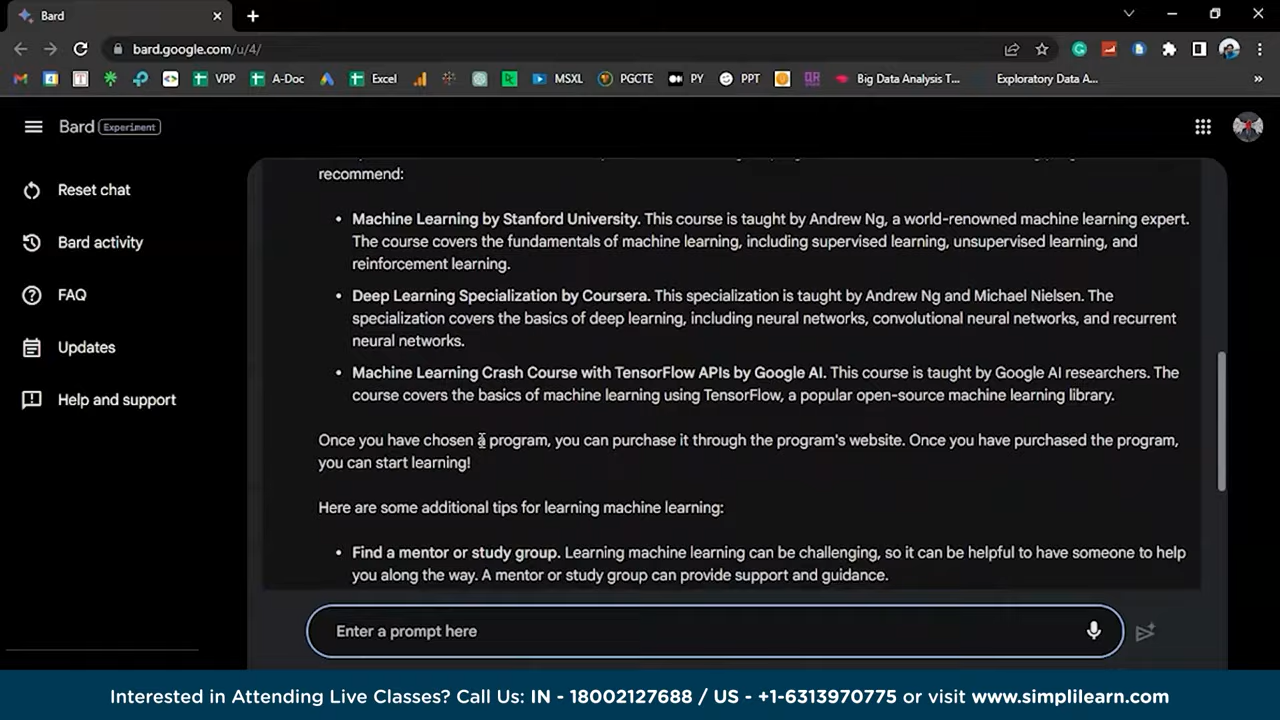 Bard
bard.google.com/u/4/
VPP
A-Doc
Excel
MSXL
PGCTE
PY
PPT
QR
Big Data Analysis T...
Exploratory Data A...
»
Bard Experiment
Reset chat
Bard activity
FAQ
Updates
Help and support
recommend:
• Machine Learning by Stanford University. This course is taught by Andrew Ng, a world-renowned machine learning expert.
The course covers the fundamentals of machine learning, including supervised learning, unsupervised learning, and
reinforcement learning.
• Deep Learning Specialization by Coursera. This specialization is taught by Andrew Ng and Michael Nielsen. The
specialization covers the basics of deep learning, including neural networks, convolutional neural networks, and recurrent
neural networks.
• Machine Learning Crash Course with TensorFlow APIs by Google AI. This course is taught by Google AI researchers. The
course covers the basics of machine learning using TensorFlow, a popular open-source machine learning library.
Once you have chosen a program, you can purchase it through the program's website. Once you have purchased the program,
you can start learning!
Here are some additional tips for learning machine learning:
• Find a mentor or study group. Learning machine learning can be challenging, so it can be helpful to have someone to help
you along the way. A mentor or study group can provide support and guidance.
Enter a prompt here
Interested in Attending Live Classes? Call Us: IN - 18002127688 / US - +1-6313970775 or visit www.simplilearn.com